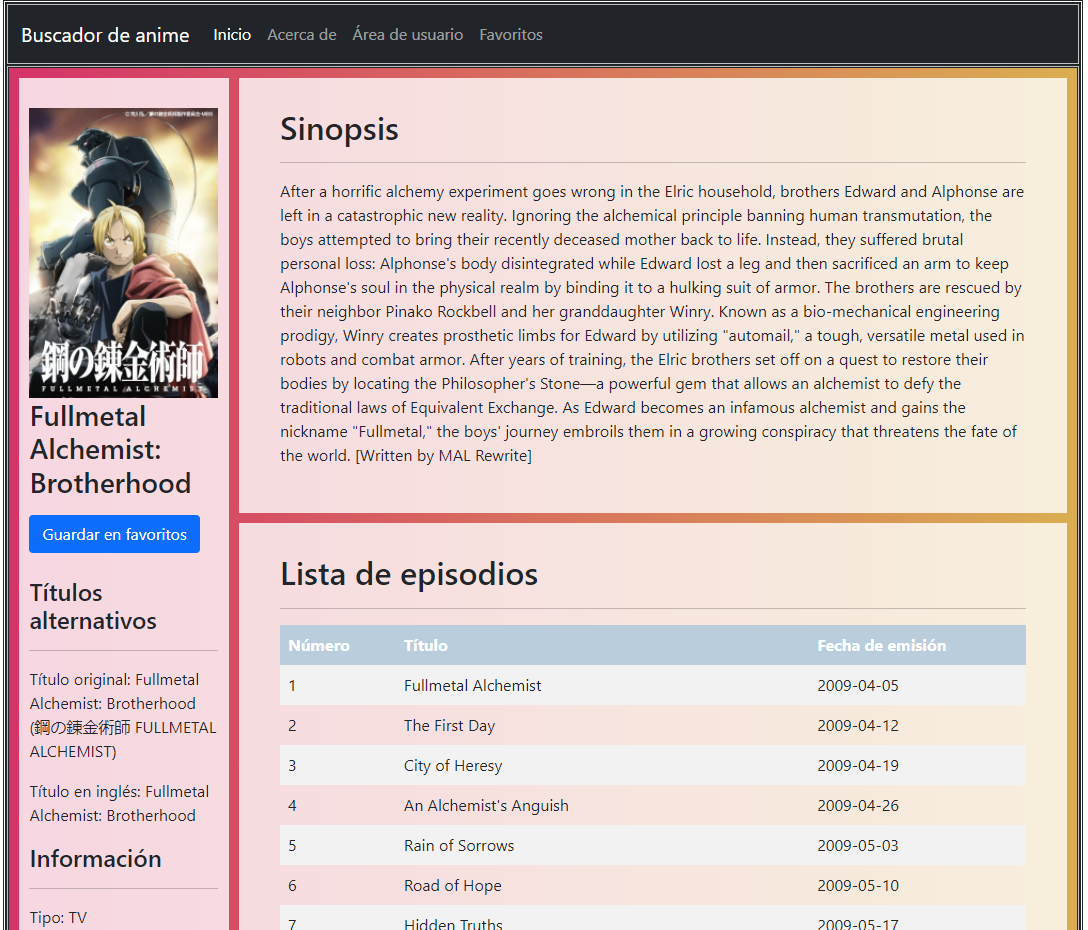 Buscador de anime Inicio Acerca de Área de usuario Favoritos
鋼の錬金術師
FULLMETAL ALCHEMIST
Fullmetal
Alchemist:
Brotherhood
Guardar en favoritos
Títulos
alternativos
Título original: Fullmetal
Alchemist: Brotherhood
(鋼の錬金術師 FULLMETAL
ALCHEMIST)
Título en inglés: Fullmetal
Alchemist: Brotherhood
Información
Tipo: TV
Sinopsis
After a horrific alchemy experiment goes wrong in the Elric household, brothers Edward and Alphonse are
left in a catastrophic new reality. Ignoring the alchemical principle banning human transmutation, the
boys attempted to bring their recently deceased mother back to life. Instead, they suffered brutal
personal loss: Alphonse's body disintegrated while Edward lost a leg and then sacrificed an arm to keep
Alphonse's soul in the physical realm by binding it to a hulking suit of armor. The brothers are rescued by
their neighbor Pinako Rockbell and her granddaughter Winry. Known as a bio-mechanical engineering
prodigy, Winry creates prosthetic limbs for Edward by utilizing "automail," a tough, versatile metal used in
robots and combat armor. After years of training, the Elric brothers set off on a quest to restore their
bodies by locating the Philosopher's Stone—a powerful gem that allows an alchemist to defy the
traditional laws of Equivalent Exchange. As Edward becomes an infamous alchemist and gains the
nickname "Fullmetal," the boys' journey embroils them in a growing conspiracy that threatens the fate of
the world. [Written by MAL Rewrite]
Lista de episodios
Número Título Fecha de emisión
1 Fullmetal Alchemist 2009-04-05
2 The First Day 2009-04-12
3 City of Heresy 2009-04-19
4 An Alchemist's Anguish 2009-04-26
5 Rain of Sorrows 2009-05-03
6 Road of Hope 2009-05-10
7 Hidden Truths 2009-05-17